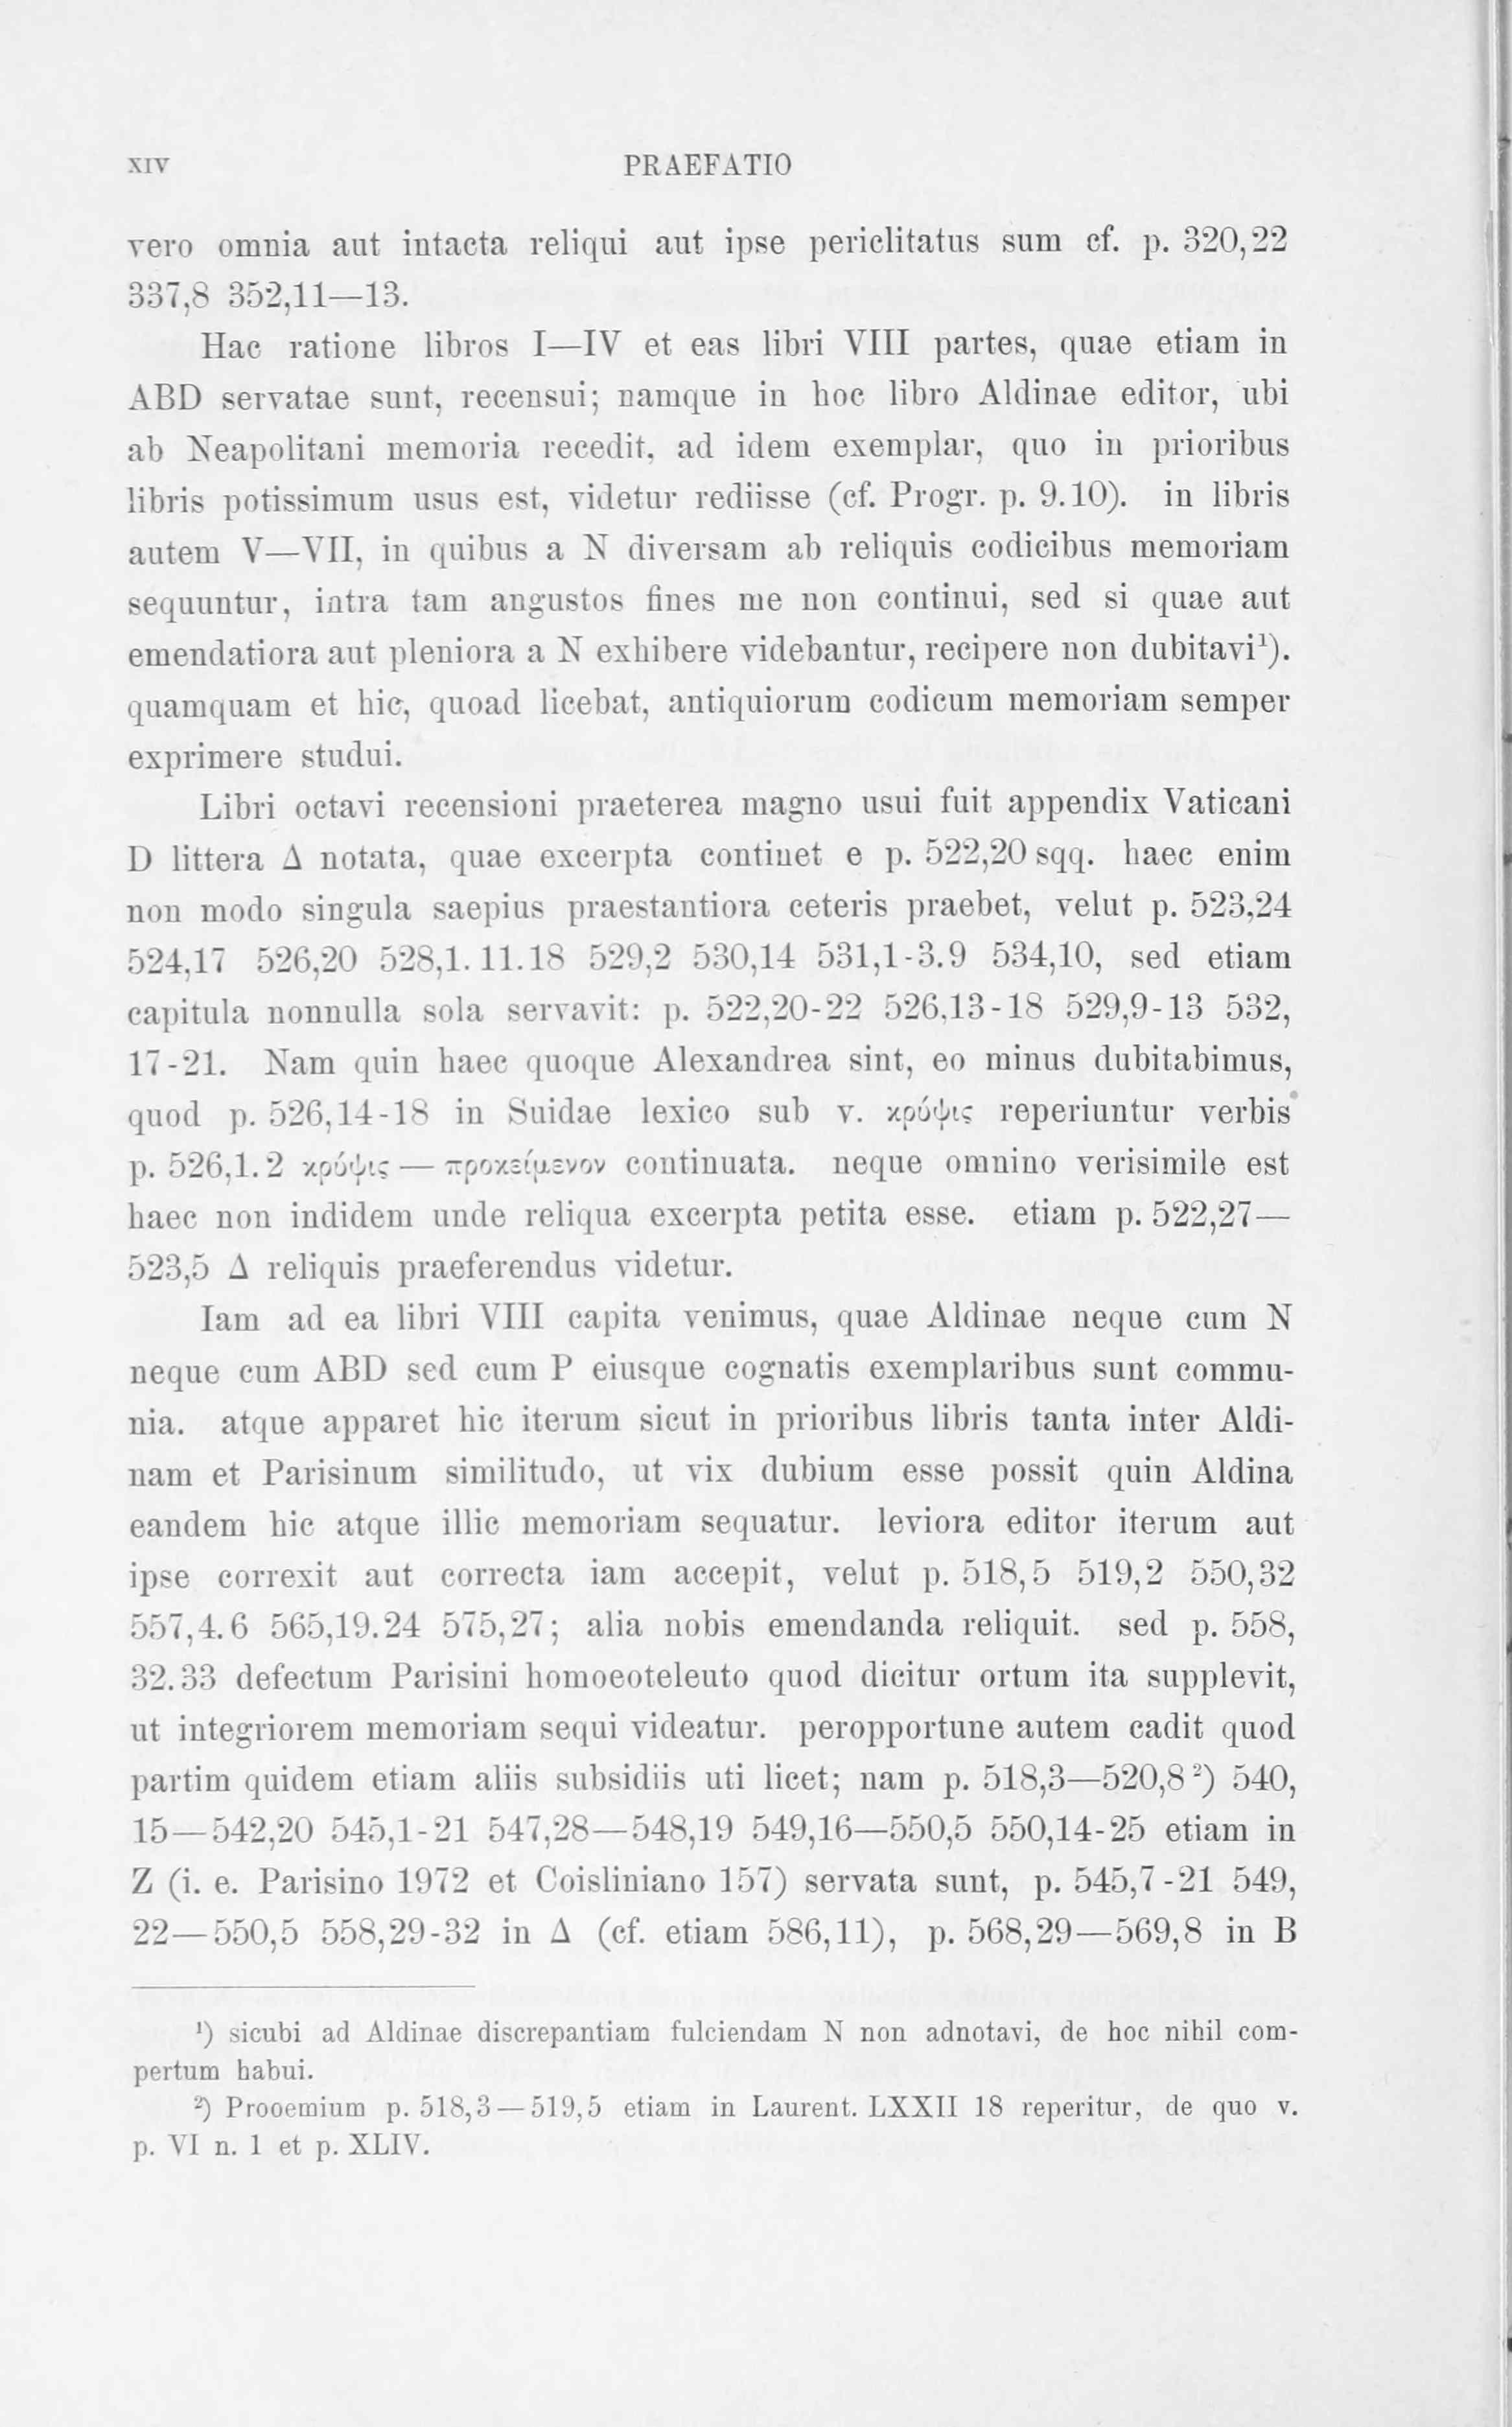 XIV PRAEFATIO
vero omnia aut intacta reliqui aut ipse periclitatus sum cf. p. 320,22
337,8 352,11—13.
Hac ratione libros I—IV et eas libri VIII partes, quae etiam in
ABD servatae sunt, recensui; namque in hoc libro Aldinae editor, ubi
ab Neapolitani memoria recedit, ad idem exemplar, quo in prioribus
libris potissimum usus est, videtur rediisse (cf. Progr. p. 9.10). in libris
autem V—VII, in quibus a N diversam ab reliquis codicibus memoriam
sequuntur, intra tam angustos fines me non continui, sed si quae aut
emendatiora aut pleniora a N exhibere videbantur, recipere non dubitavi¹).
quamquam et hic, quoad licebat, antiquiorum codicum memoriam semper
exprimere studui.
Libri octavi recensioni praeterea magno usui fuit appendix Vaticani
D littera Δ notata, quae excerpta continet e p. 522,20 sqq. haec enim
non modo singula saepius praestantiora ceteris praebet, velut p. 523,24
524,17 526,20 528,1. 11. 18 529,2 530,14 531,1-3. 9 534,10, sed etiam
capitula nonnulla sola servavit: p. 522,20-22 526,13-18 529,9-13 532,
17-21. Nam quin haec quoque Alexandrea sint, eo minus dubitabimus,
quod p. 526,14-18 in Suidae lexico sub v. κρύψις reperiuntur verbis
p. 526,1. 2 κρύψις — προκείμενον continuata. neque omnino verisimile est
haec non indidem unde reliqua excerpta petita esse. etiam p. 522,27—
523,5 Δ reliquis praeferendus videtur.
Iam ad ea libri VIII capita venimus, quae Aldinae neque cum N
neque cum ABD sed cum P eiusque cognatis exemplaribus sunt commu-
nia. atque apparet hic iterum sicut in prioribus libris tanta inter Aldi-
nam et Parisinum similitudo, ut vix dubium esse possit quin Aldina
eandem hic atque illic memoriam sequatur. leviora editor iterum aut
ipse correxit aut correcta iam accepit, velut p. 518,5 519,2 550,32
557,4. 6 565,19. 24 575,27; alia nobis emendanda reliquit. sed p. 558,
32. 33 defectum Parisini homoeoteleuto quod dicitur ortum ita supplevit,
ut integriorem memoriam sequi videatur. peropportune autem cadit quod
partim quidem etiam aliis subsidiis uti licet; nam p. 518,3—520,8²) 540,
15—542,20 545,1-21 547,28—548,19 549,16—550,5 550,14-25 etiam in
Z (i. e. Parisino 1972 et Coisliniano 157) servata sunt, p. 545,7-21 549,
22—550,5 558,29-32 in Δ (cf. etiam 586,11), p. 568,29—569,8 in B
¹) sicubi ad Aldinae discrepantiam fulciendam N non adnotavi, de hoc nihil com-
pertum habui.
²) Prooemium p. 518,3—519,5 etiam in Laurent. LXXII 18 reperitur, de quo v.
p. VI n. 1 et p. XLIV.